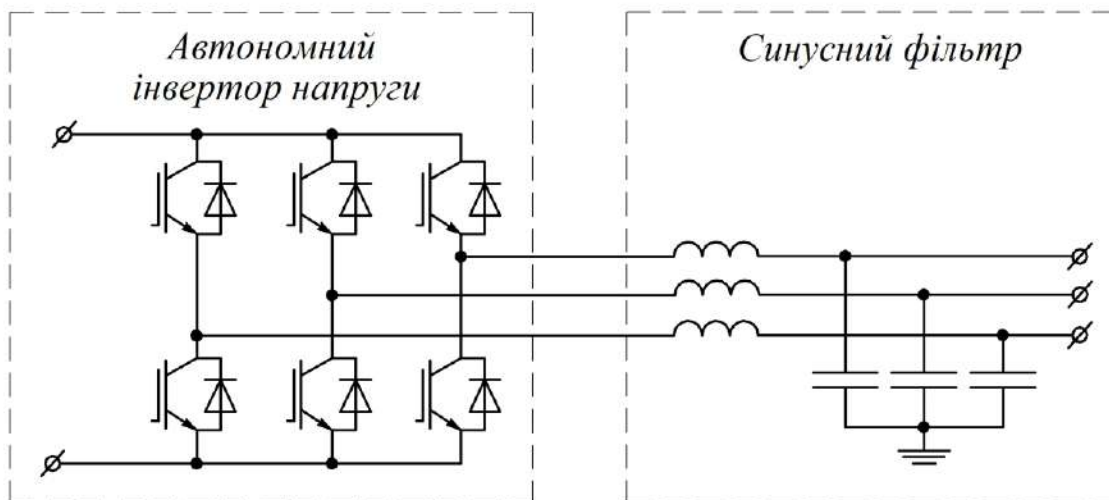 Автономний
інвертор напруги
Синусний фільтр